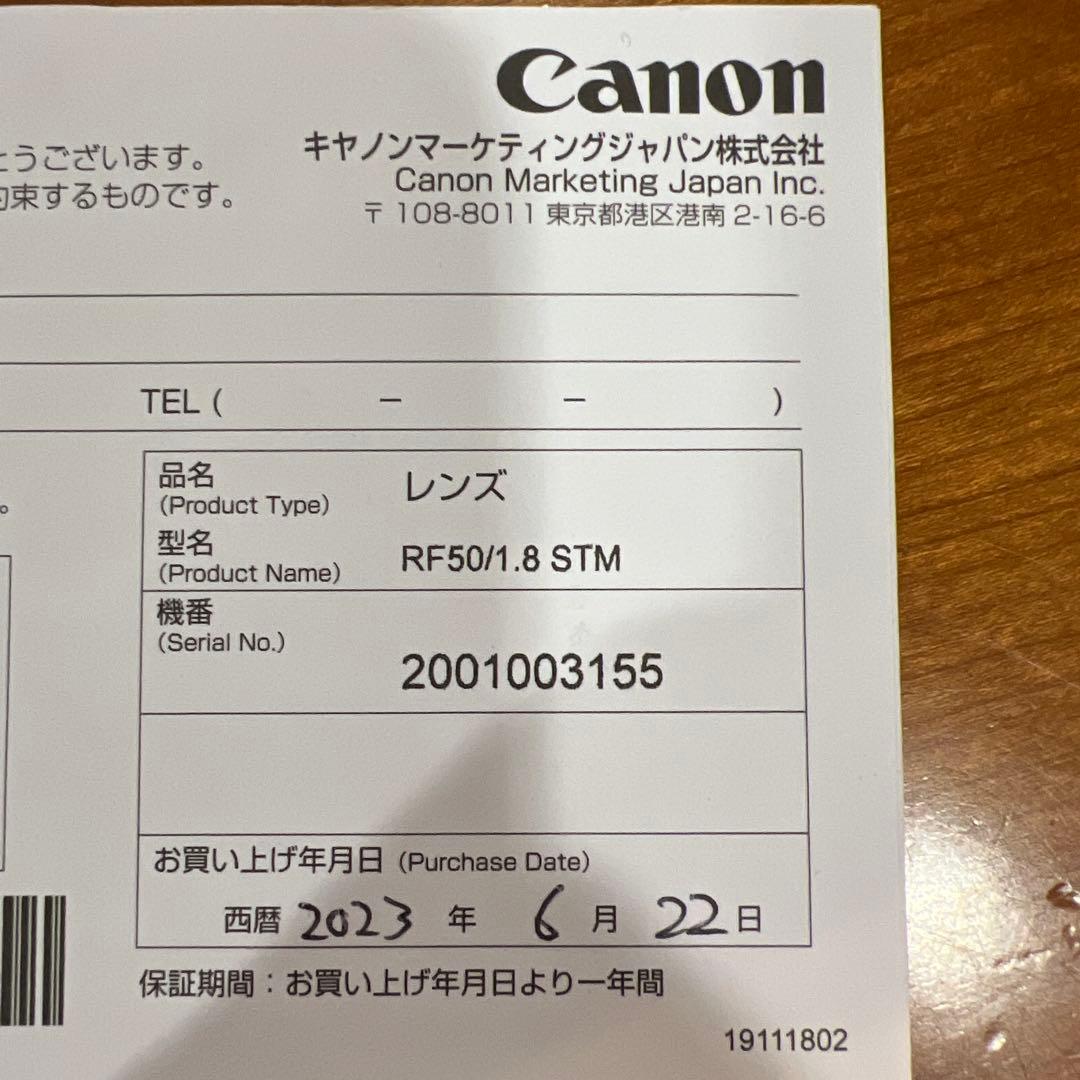 Canon
キヤノンマーケティングジャパン株式会社
Canon Marketing Japan Inc.
〒108-8011 東京都港区港南 2-16-6
とうございます。
約束するものです。
TEL ( － － )
。
品名
(Product Type)
レンズ
型名
(Product Name)
RF50/1.8 STM
機番
(Serial No.)
2001003155
お買い上げ年月日 (Purchase Date)
西暦 2023 年 6 月 22 日
保証期間：お買い上げ年月日より一年間
19111802